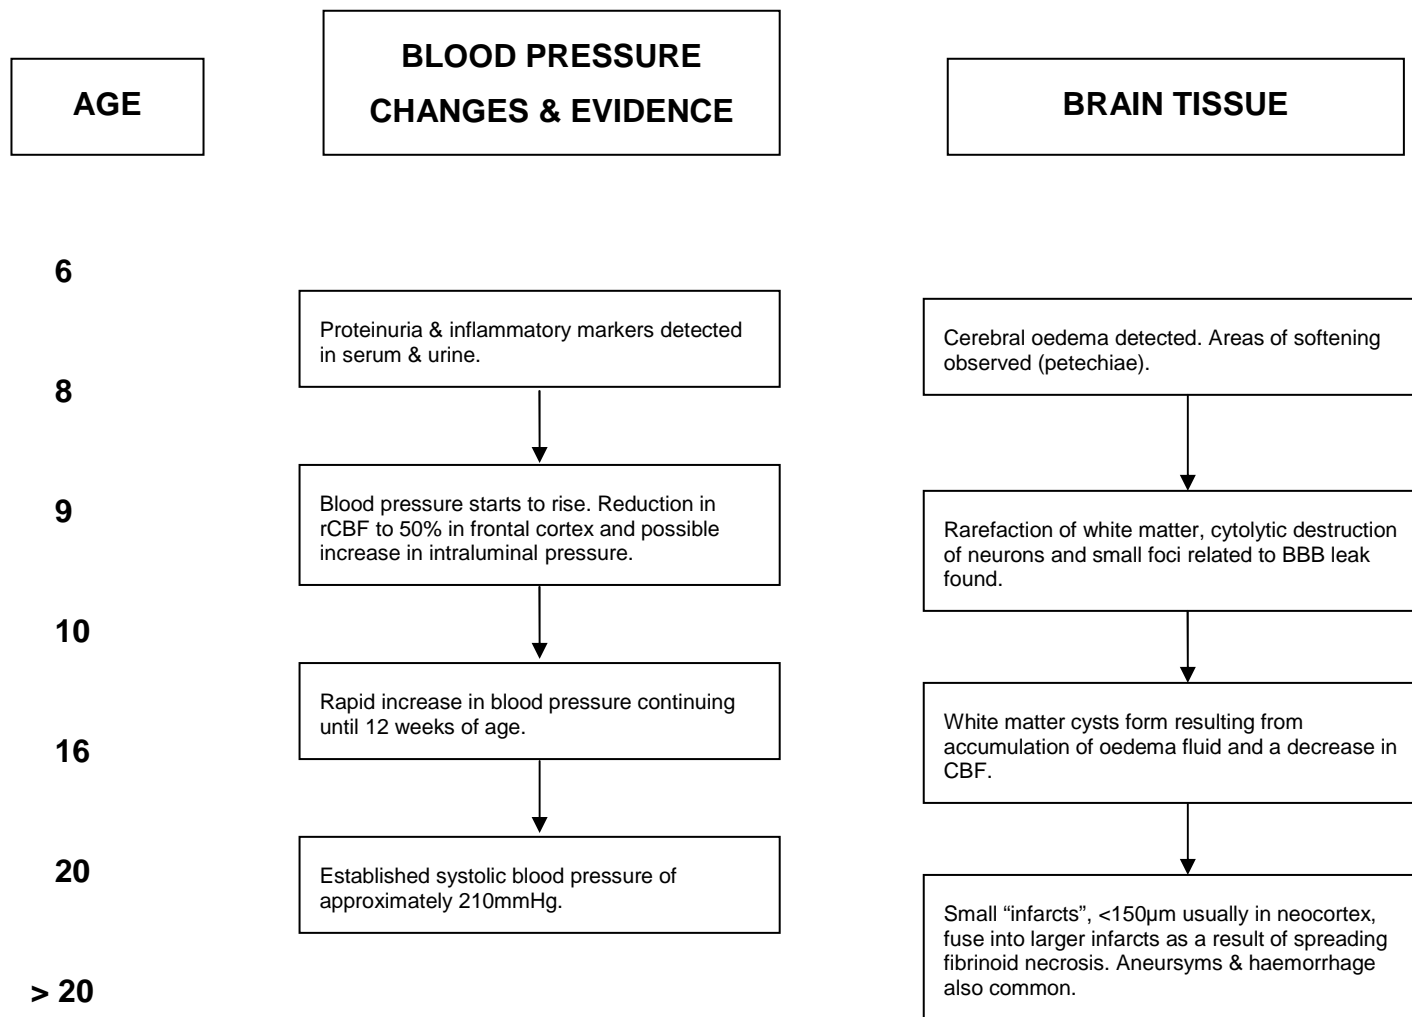 AGE
BLOOD PRESSURE
CHANGES & EVIDENCE
BRAIN TISSUE
6
8
9
10
16
20
> 20
Proteinuria & inflammatory markers detected
in serum & urine.
Blood pressure starts to rise. Reduction in
rCBF to 50% in frontal cortex and possible
increase in intraluminal pressure.
Rapid increase in blood pressure continuing
until 12 weeks of age.
Established systolic blood pressure of
approximately 210mmHg.
Cerebral oedema detected. Areas of softening
observed (petechiae).
Rarefaction of white matter, cytolytic destruction
of neurons and small foci related to BBB leak
found.
White matter cysts form resulting from
accumulation of oedema fluid and a decrease in
CBF.
Small “infarcts”, <150µm usually in neocortex,
fuse into larger infarcts as a result of spreading
fibrinoid necrosis. Aneursyms & haemorrhage
also common.